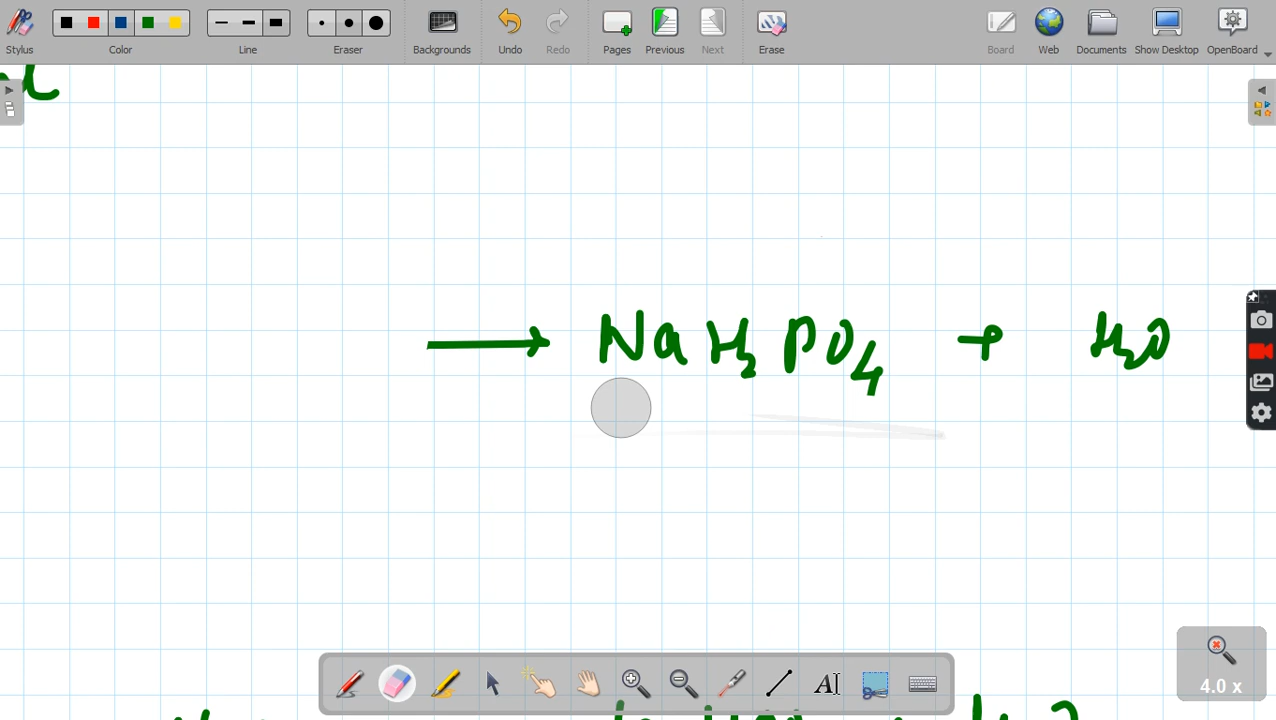 Stylus Color Line Eraser Backgrounds Undo Redo Pages Previous Next Erase Board Web Documents Show Desktop OpenBoard
→ NaH₂PO₄ + H₂O
4.0 x